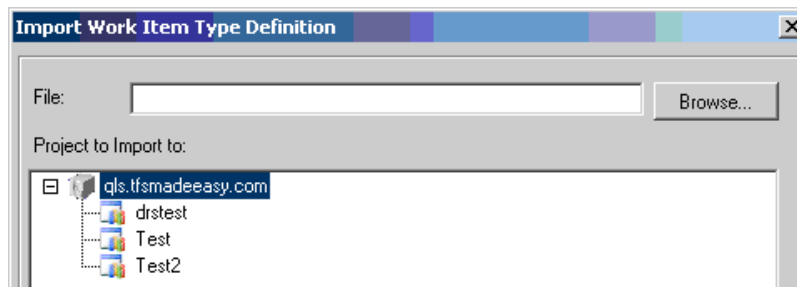 Import Work Item Type Definition
File:
Browse...
Project to Import to:
qls.tfsmadeeasy.com
drstest
Test
Test2